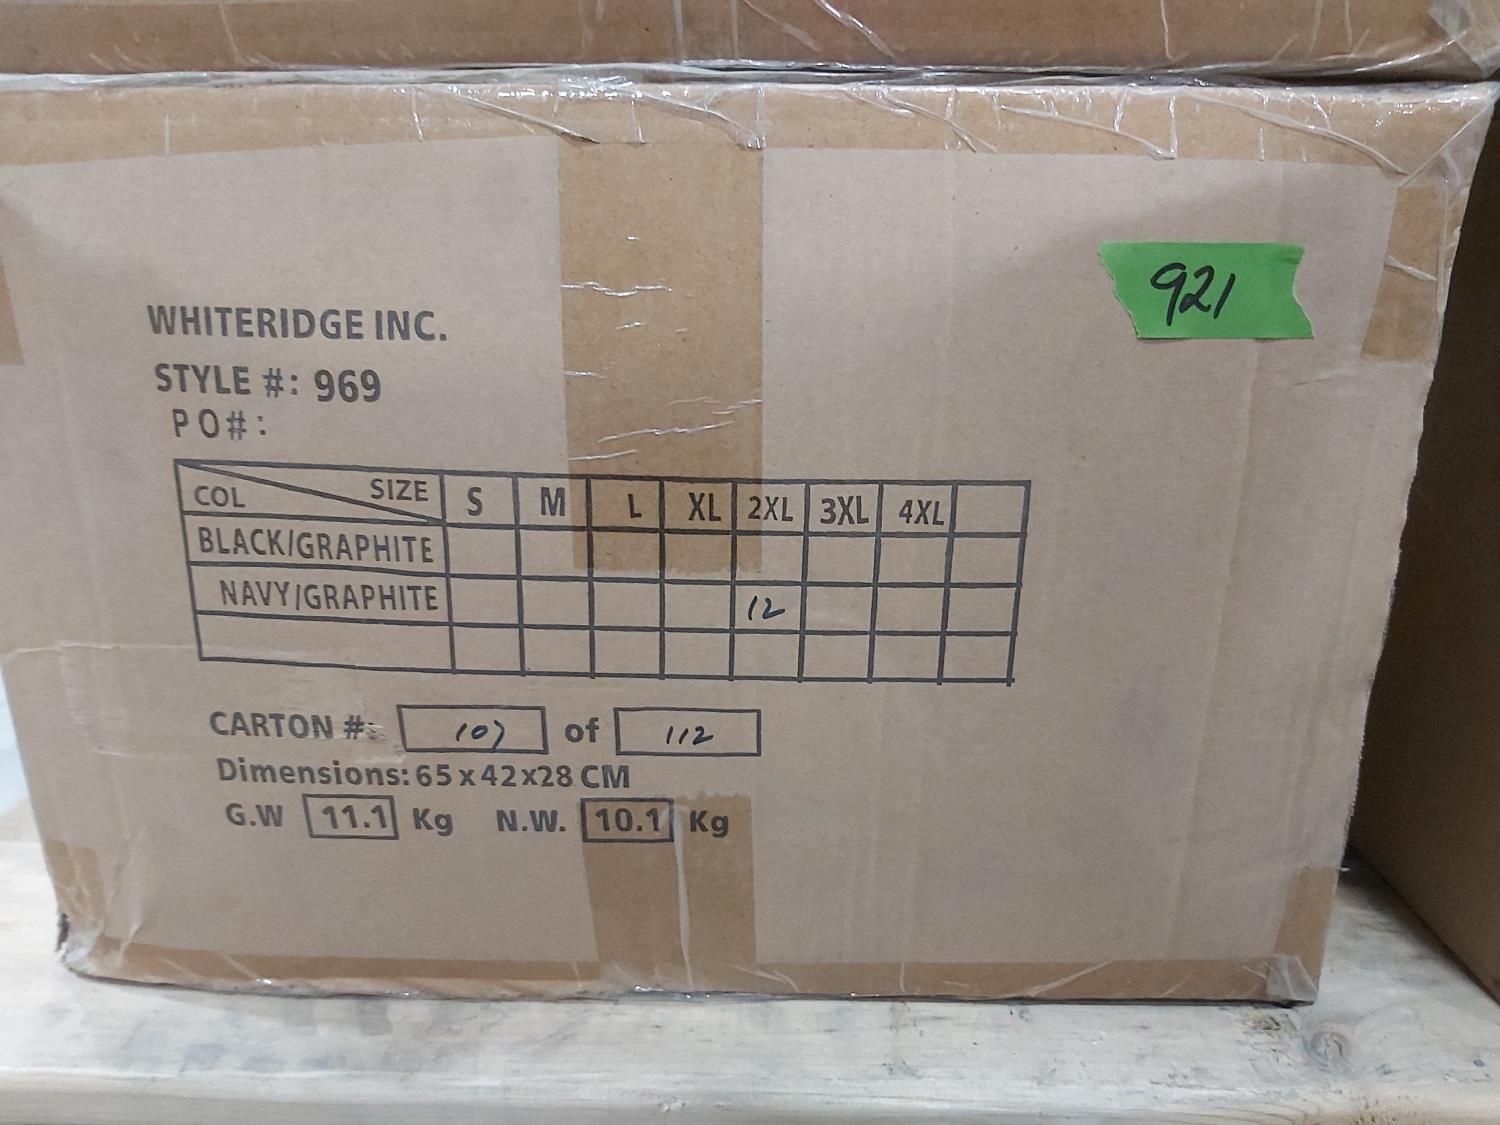 921
WHITERIDGE INC.
STYLE #: 969
PO#:
COL SIZE S M L XL 2XL 3XL 4XL
BLACK/GRAPHITE
NAVY/GRAPHITE 12
CARTON #: 107 of 112
Dimensions: 65 x 42 x 28 CM
G.W 11.1 Kg N.W. 10.1 Kg